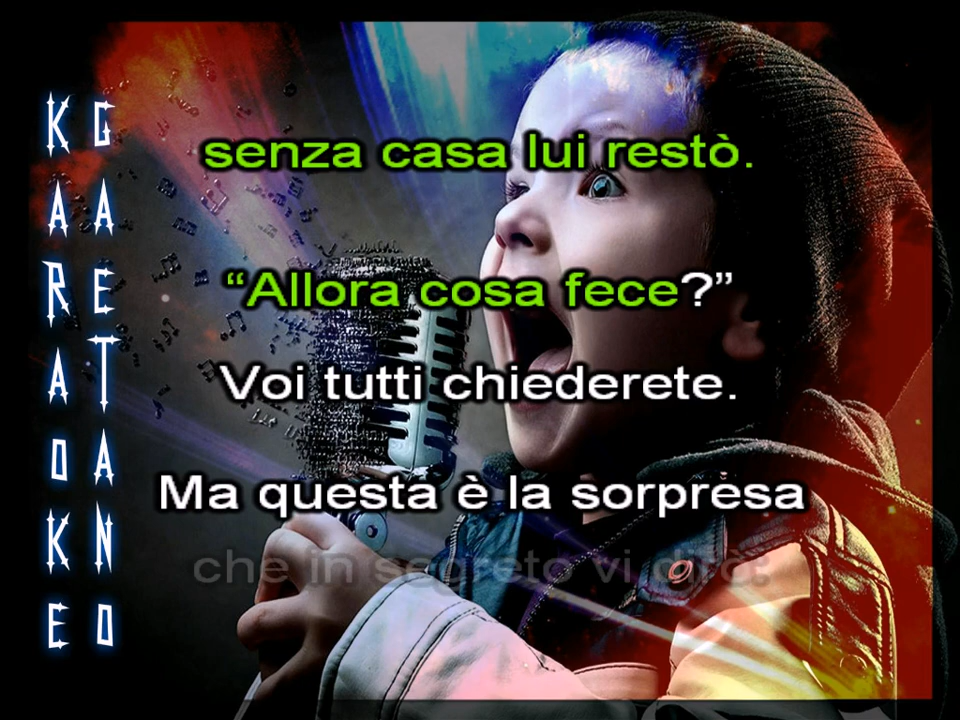 KARAOKE
GAETANO
senza casa lui restò.
“Allora cosa fece?”
Voi tutti chiederete.
Ma questa è la sorpresa
che in segreto vi dirò: